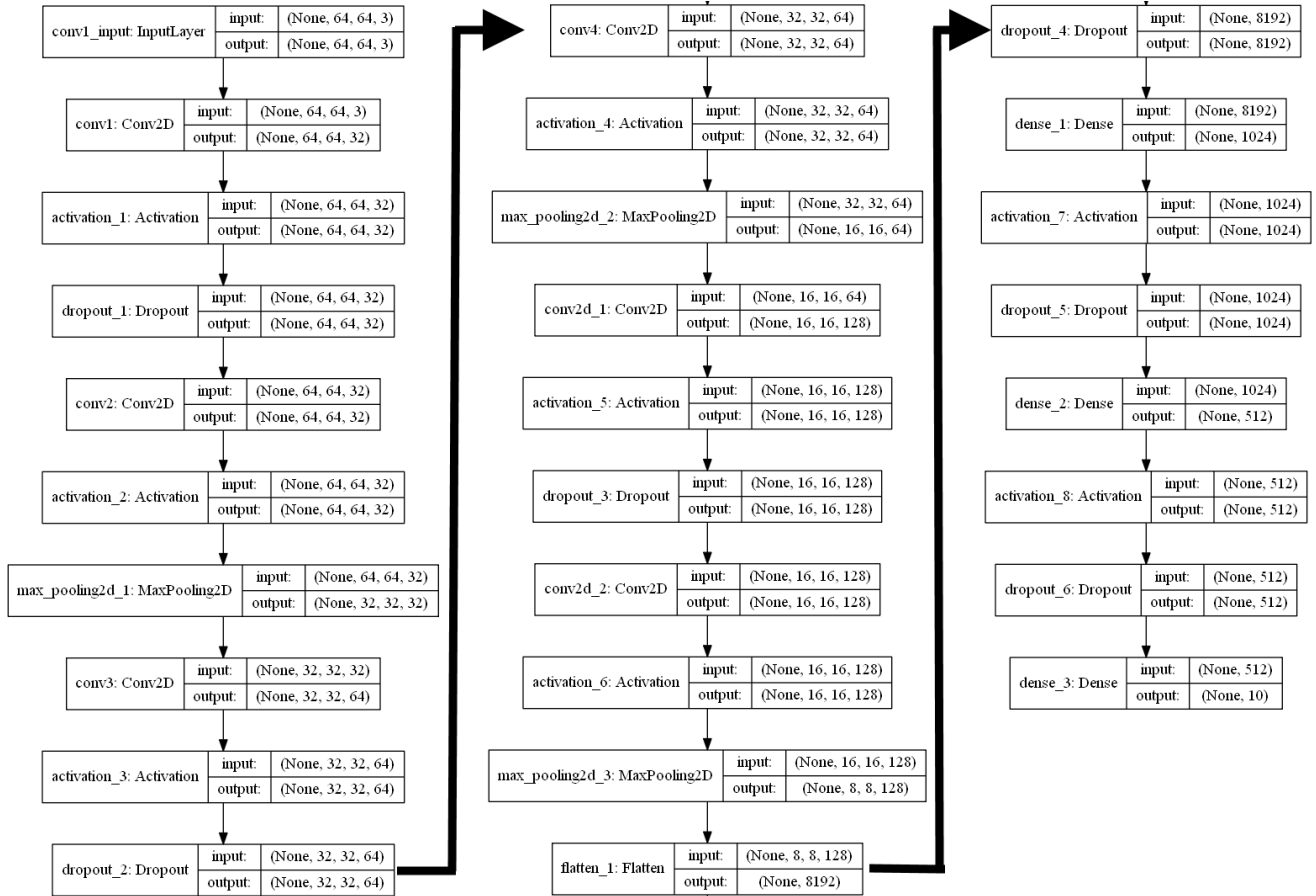 conv1_input: InputLayer
input: (None, 64, 64, 3)
output: (None, 64, 64, 3)
conv1: Conv2D
input: (None, 64, 64, 3)
output: (None, 64, 64, 32)
activation_1: Activation
input: (None, 64, 64, 32)
output: (None, 64, 64, 32)
dropout_1: Dropout
input: (None, 64, 64, 32)
output: (None, 64, 64, 32)
conv2: Conv2D
input: (None, 64, 64, 32)
output: (None, 64, 64, 32)
activation_2: Activation
input: (None, 64, 64, 32)
output: (None, 64, 64, 32)
max_pooling2d_1: MaxPooling2D
input: (None, 64, 64, 32)
output: (None, 32, 32, 32)
conv3: Conv2D
input: (None, 32, 32, 32)
output: (None, 32, 32, 64)
activation_3: Activation
input: (None, 32, 32, 64)
output: (None, 32, 32, 64)
dropout_2: Dropout
input: (None, 32, 32, 64)
output: (None, 32, 32, 64)
conv4: Conv2D
input: (None, 32, 32, 64)
output: (None, 32, 32, 64)
activation_4: Activation
input: (None, 32, 32, 64)
output: (None, 32, 32, 64)
max_pooling2d_2: MaxPooling2D
input: (None, 32, 32, 64)
output: (None, 16, 16, 64)
conv2d_1: Conv2D
input: (None, 16, 16, 64)
output: (None, 16, 16, 128)
activation_5: Activation
input: (None, 16, 16, 128)
output: (None, 16, 16, 128)
dropout_3: Dropout
input: (None, 16, 16, 128)
output: (None, 16, 16, 128)
conv2d_2: Conv2D
input: (None, 16, 16, 128)
output: (None, 16, 16, 128)
activation_6: Activation
input: (None, 16, 16, 128)
output: (None, 16, 16, 128)
max_pooling2d_3: MaxPooling2D
input: (None, 16, 16, 128)
output: (None, 8, 8, 128)
flatten_1: Flatten
input: (None, 8, 8, 128)
output: (None, 8192)
dropout_4: Dropout
input: (None, 8192)
output: (None, 8192)
dense_1: Dense
input: (None, 8192)
output: (None, 1024)
activation_7: Activation
input: (None, 1024)
output: (None, 1024)
dropout_5: Dropout
input: (None, 1024)
output: (None, 1024)
dense_2: Dense
input: (None, 1024)
output: (None, 512)
activation_8: Activation
input: (None, 512)
output: (None, 512)
dropout_6: Dropout
input: (None, 512)
output: (None, 512)
dense_3: Dense
input: (None, 512)
output: (None, 10)